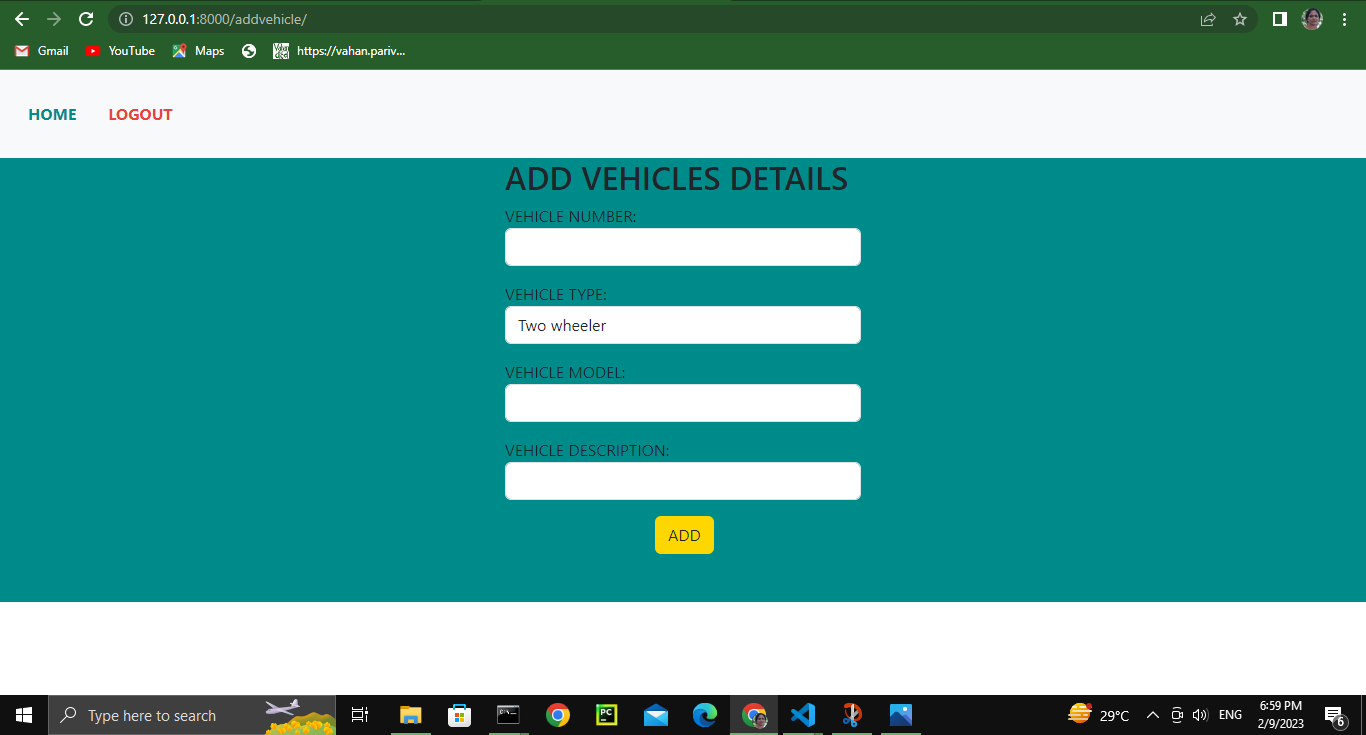 127.0.0.1:8000/addvehicle/
Gmail
YouTube
Maps
https://vahan.pariv...
HOME
LOGOUT
ADD VEHICLES DETAILS
VEHICLE NUMBER:
VEHICLE TYPE:
Two wheeler
VEHICLE MODEL:
VEHICLE DESCRIPTION:
ADD
Type here to search
PC
29°C
ENG
6:59 PM
2/9/2023
6